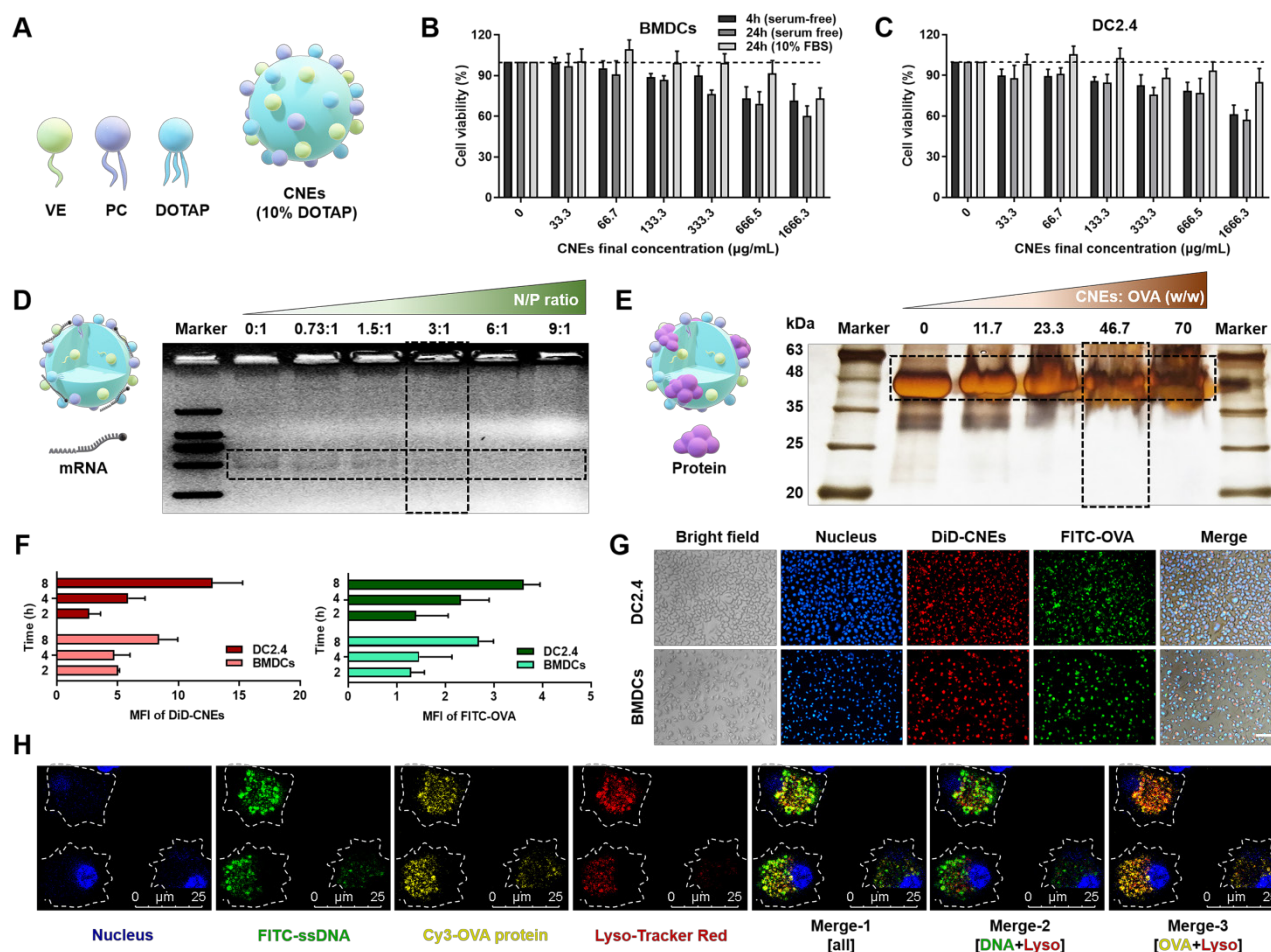 A
VE
PC
DOTAP
CNEs
(10% DOTAP)
B
BMDCs
4h (serum-free)
24h (serum free)
24h (10% FBS)
Cell viability (%)
120
90
60
30
0
0
33.3
66.7
133.3
333.3
666.5
1666.3
CNEs final concentration (µg/mL)
C
DC2.4
Cell viability (%)
120
90
60
30
0
0
33.3
66.7
133.3
333.3
666.5
1666.3
CNEs final concentration (µg/mL)
D
mRNA
N/P ratio
Marker 0:1 0.73:1 1.5:1 3:1 6:1 9:1
E
Protein
CNEs: OVA (w/w)
kDa Marker 0 11.7 23.3 46.7 70 Marker
63
48
35
25
20
F
Time (h)
8
4
2
8
4
2
DC2.4
BMDCs
0 5 10 15 20
MFI of DiD-CNEs
Time (h)
8
4
2
8
4
2
DC2.4
BMDCs
0 1 2 3 4 5
MFI of FITC-OVA
G
Bright field Nucleus DiD-CNEs FITC-OVA Merge
DC2.4
BMDCs
H
0 µm 25
0 µm 25
0 µm 25
0 µm 25
0 µm 25
0 µm 25
0 µm 25
Nucleus
FITC-ssDNA
Cy3-OVA protein
Lyso-Tracker Red
Merge-1
[all]
Merge-2
[DNA+Lyso]
Merge-3
[OVA+Lyso]